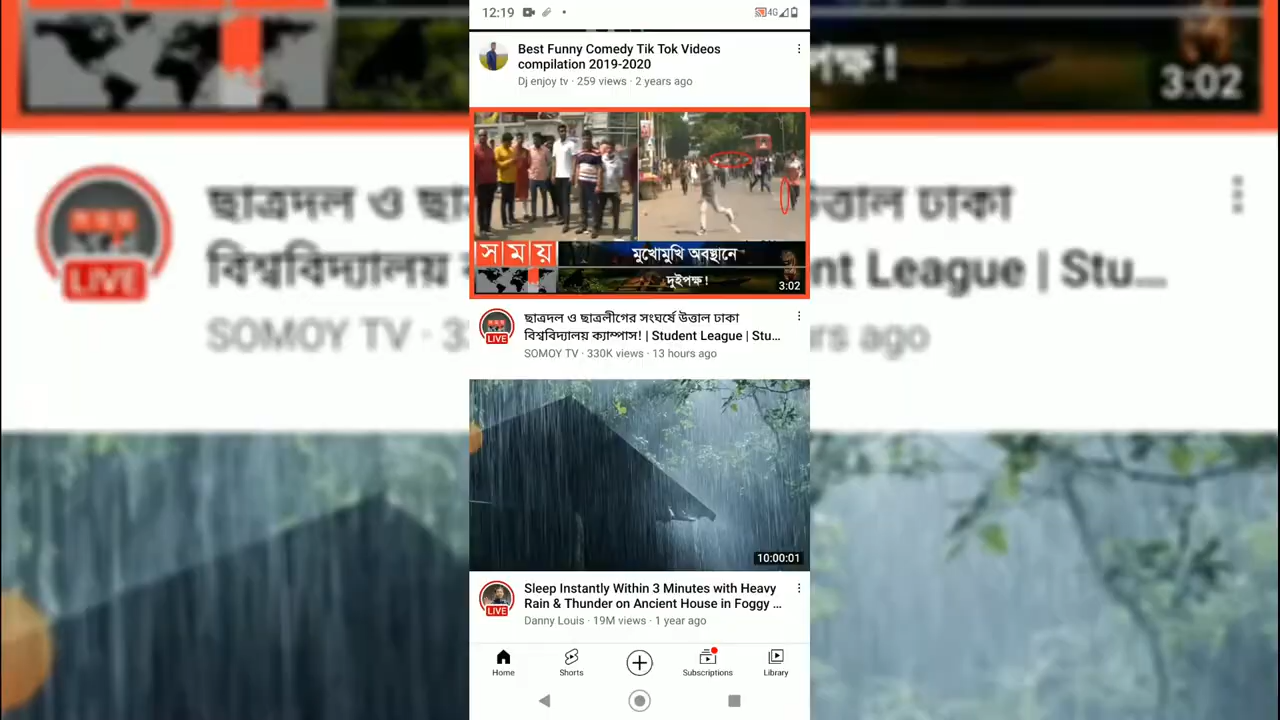 12:19
4G
Best Funny Comedy Tik Tok Videos
compilation 2019-2020
Dj enjoy tv · 259 views · 2 years ago
সময়
মুখোমুখি অবস্থানে
দুইপক্ষ!
3:02
ছাত্রদল ও ছাত্রলীগের সংঘর্ষে উত্তাল ঢাকা
বিশ্ববিদ্যালয় ক্যাম্পাস! | Student League | Stu...
SOMOY TV · 330K views · 13 hours ago
LIVE
10:00:01
Sleep Instantly Within 3 Minutes with Heavy
Rain & Thunder on Ancient House in Foggy ...
Danny Louis · 19M views · 1 year ago
LIVE
Home
Shorts
Subscriptions
Library